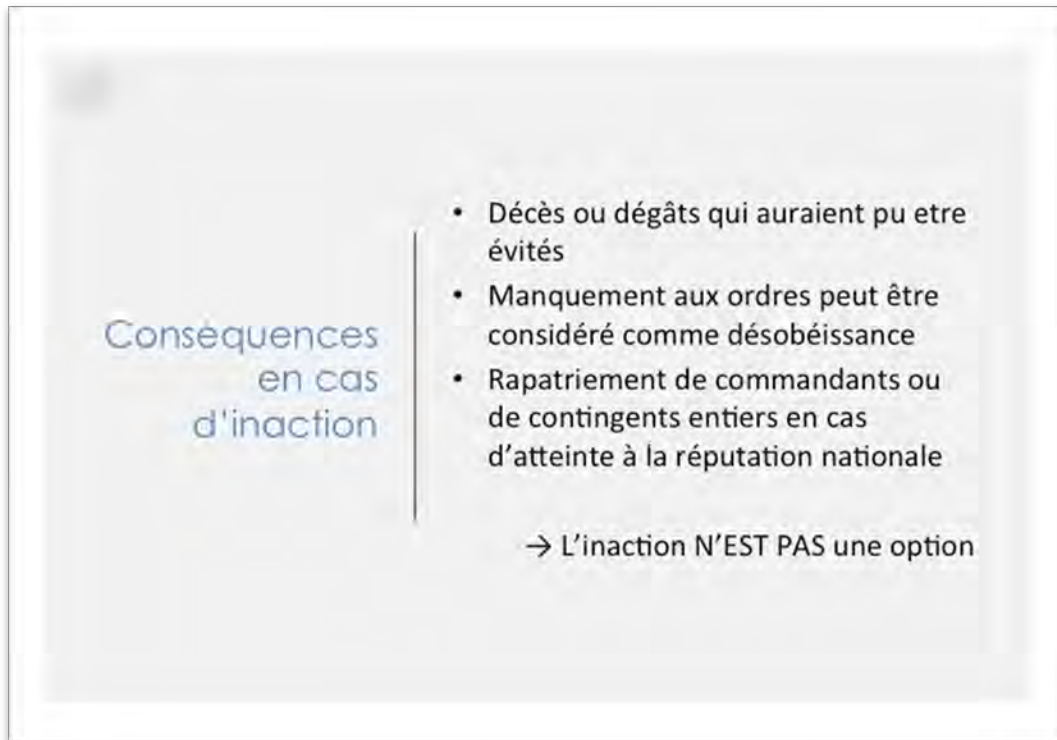 Conséquences
en cas
d'inaction
• Décès ou dégâts qui auraient pu etre
évités
• Manquement aux ordres peut être
considéré comme désobéissance
• Rapatriement de commandants ou
de contingents entiers en cas
d'atteinte à la réputation nationale
→ L'inaction N'EST PAS une option